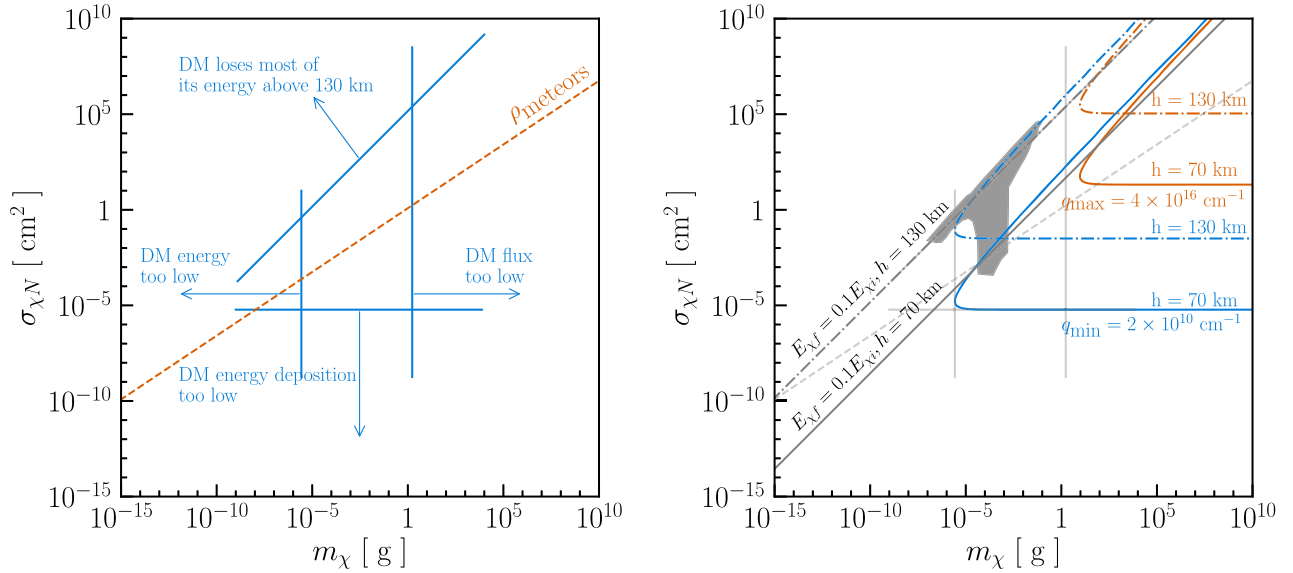 10^10
10^5
1
10^−5
10^−10
10^−15
σ_χN [ cm^2 ]
DM loses most of
its energy above 130 km
ρ_meteors
DM energy
too low
DM flux
too low
DM energy deposition
too low
10^−15
10^−10
10^−5
1
10^5
10^10
m_χ [ g ]
10^10
10^5
1
10^−5
10^−10
10^−15
σ_χN [ cm^2 ]
h = 130 km
h = 70 km
q_max = 4 × 10^16 cm^−1
h = 130 km
h = 70 km
q_min = 2 × 10^10 cm^−1
E_χf = 0.1E_χi, h = 130 km
E_χf = 0.1E_χi, h = 70 km
10^−15
10^−10
10^−5
1
10^5
10^10
m_χ [ g ]